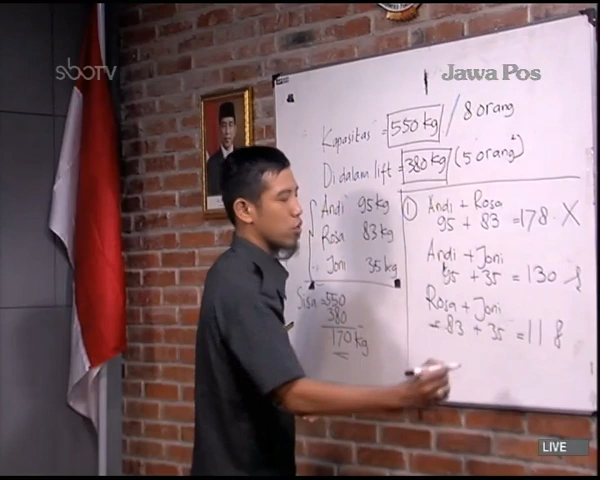 sboTV
Jawa Pos
Kapasitas = 550 kg / 8 orang
Di dalam lift = 380 kg (5 orang)
Andi 95 kg
Rosa 83 kg
Joni 35 kg
Sisa = 550
380
170 kg
① Andi + Rosa
95 + 83 = 178 X
Andi + Joni
95 + 35 = 130
Rosa + Joni
= 83 + 35 = 118
LIVE